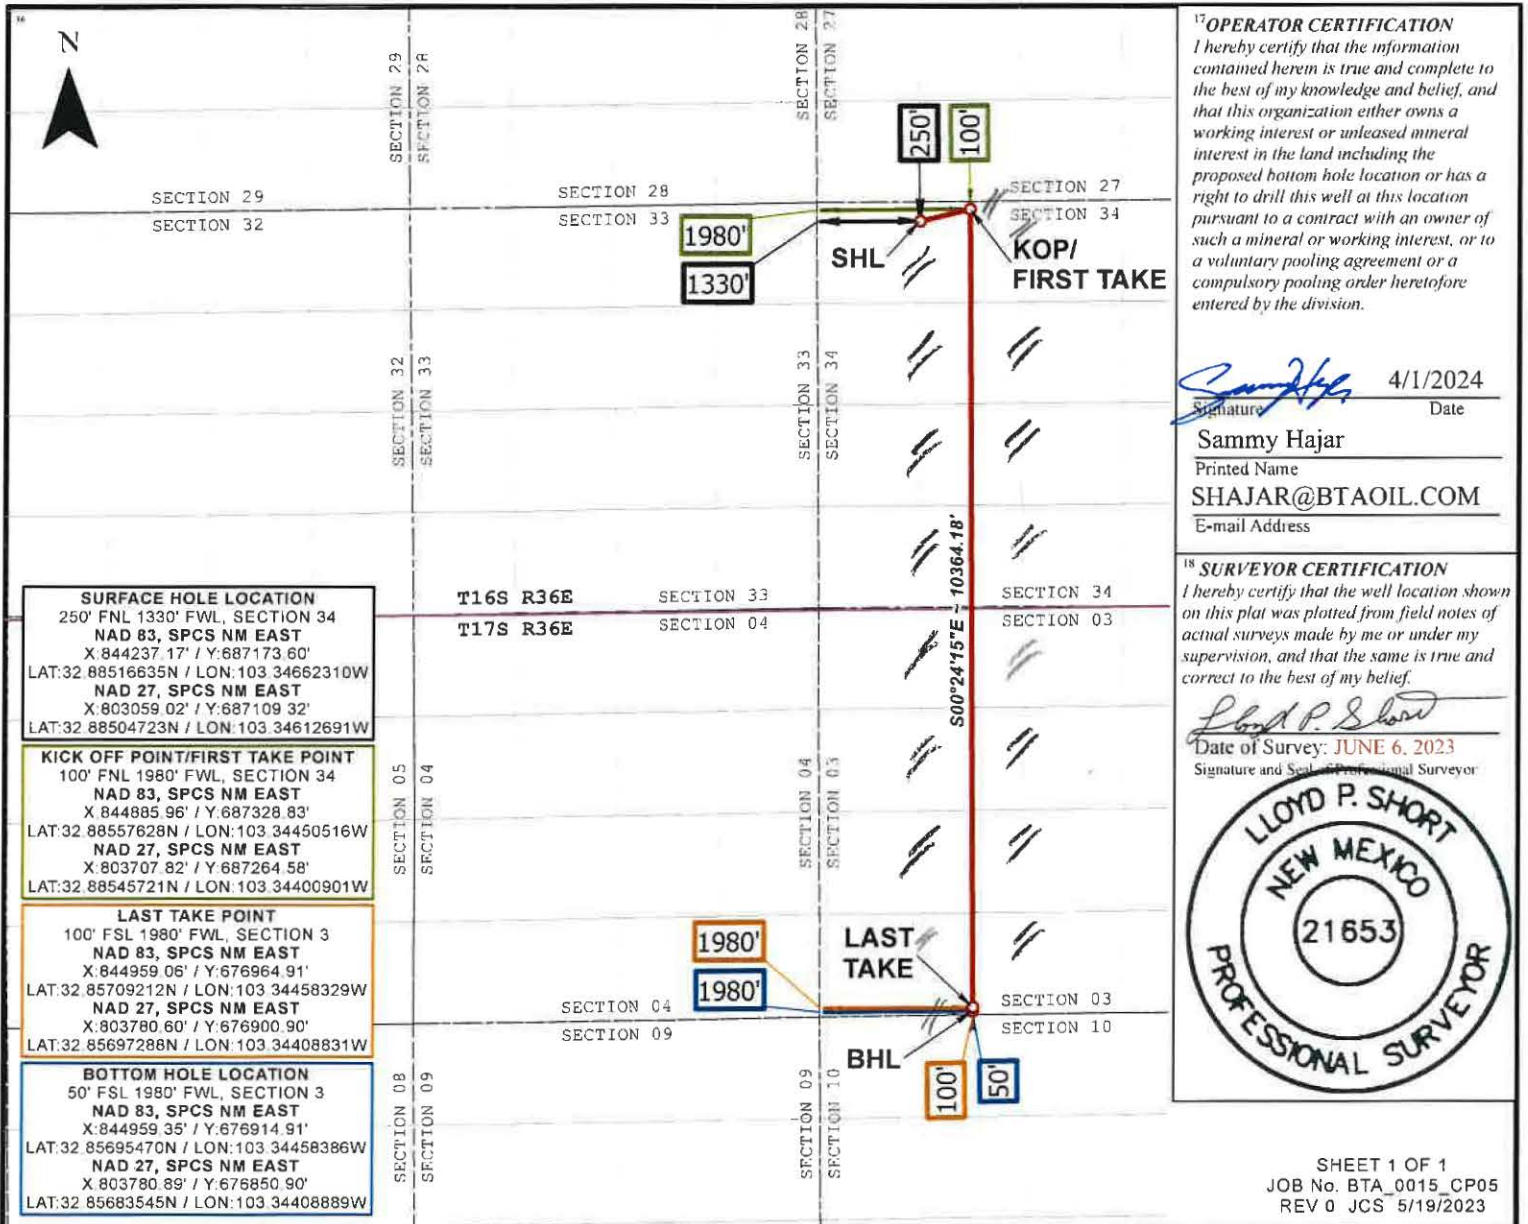 16
N
SECTION 29
SECTION 28
SECTION 28
SECTION 27
250'
100'
SECTION 29
SECTION 32
SECTION 28
SECTION 33
SECTION 27
SECTION 34
1980'
1330'
SHL
KOP/
FIRST TAKE
SECTION 32
SECTION 33
SECTION 33
SECTION 34
S00°24'15"E ~ 10364.18'
T16S R36E
T17S R36E
SECTION 33
SECTION 04
SECTION 34
SECTION 03
SECTION 05
SECTION 04
SECTION 04
SECTION 03
1980'
1980'
LAST
TAKE
BHL
SECTION 04
SECTION 09
SECTION 03
SECTION 10
100'
50'
SECTION 08
SECTION 09
SECTION 09
SECTION 10
SURFACE HOLE LOCATION
250' FNL 1330' FWL, SECTION 34
NAD 83, SPCS NM EAST
X:844237.17' / Y:687173.60'
LAT:32.88516635N / LON:103.34662310W
NAD 27, SPCS NM EAST
X:803059.02' / Y:687109.32'
LAT:32.88504723N / LON:103.34612691W
KICK OFF POINT/FIRST TAKE POINT
100' FNL 1980' FWL, SECTION 34
NAD 83, SPCS NM EAST
X:844885.96' / Y:687328.83'
LAT:32.88557628N / LON:103.34450516W
NAD 27, SPCS NM EAST
X:803707.82' / Y:687264.58'
LAT:32.88545721N / LON:103.34400901W
LAST TAKE POINT
100' FSL 1980' FWL, SECTION 3
NAD 83, SPCS NM EAST
X:844959.06' / Y:676964.91'
LAT:32.85709212N / LON:103.34458329W
NAD 27, SPCS NM EAST
X:803780.60' / Y:676900.90'
LAT:32.85697288N / LON:103.34408831W
BOTTOM HOLE LOCATION
50' FSL 1980' FWL, SECTION 3
NAD 83, SPCS NM EAST
X:844959.35' / Y:676914.91'
LAT:32.85695470N / LON:103.34458386W
NAD 27, SPCS NM EAST
X:803780.89' / Y:676850.90'
LAT:32.85683545N / LON:103.34408889W
17 OPERATOR CERTIFICATION
I hereby certify that the information
contained herein is true and complete to
the best of my knowledge and belief, and
that this organization either owns a
working interest or unleased mineral
interest in the land including the
proposed bottom hole location or has a
right to drill this well at this location
pursuant to a contract with an owner of
such a mineral or working interest, or to
a voluntary pooling agreement or a
compulsory pooling order heretofore
entered by the division.
4/1/2024
Signature Date
Sammy Hajar
Printed Name
SHAJAR@BTAOIL.COM
E-mail Address
18 SURVEYOR CERTIFICATION
I hereby certify that the well location shown
on this plat was plotted from field notes of
actual surveys made by me or under my
supervision, and that the same is true and
correct to the best of my belief.
Lloyd P. Short
Date of Survey: JUNE 6, 2023
Signature and Seal of Professional Surveyor
LLOYD P. SHORT
NEW MEXICO
21653
PROFESSIONAL SURVEYOR
SHEET 1 OF 1
JOB No. BTA_0015_CP05
REV 0 JCS 5/19/2023